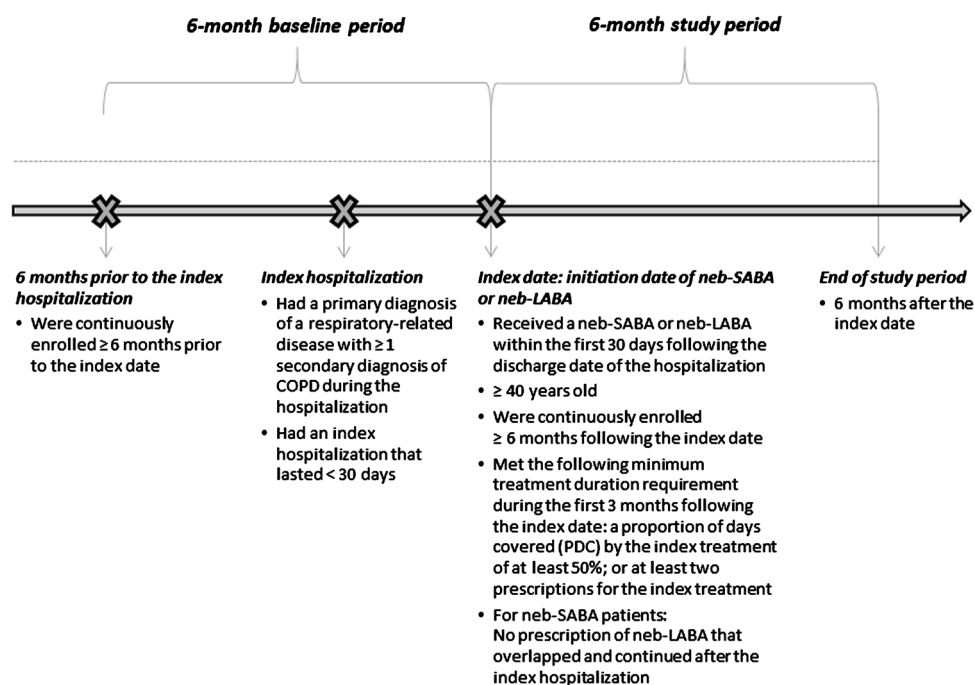 6-month baseline period
6-month study period
6 months prior to the index
hospitalization
• Were continuously
enrolled ≥ 6 months prior
to the index date
Index hospitalization
• Had a primary diagnosis
of a respiratory-related
disease with ≥ 1
secondary diagnosis of
COPD during the
hospitalization
• Had an index
hospitalization that
lasted < 30 days
Index date: initiation date of neb-SABA
or neb-LABA
• Received a neb-SABA or neb-LABA
within the first 30 days following the
discharge date of the hospitalization
• ≥ 40 years old
• Were continuously enrolled
≥ 6 months following the index date
• Met the following minimum
treatment duration requirement
during the first 3 months following
the index date: a proportion of days
covered (PDC) by the index treatment
of at least 50%; or at least two
prescriptions for the index treatment
• For neb-SABA patients:
No prescription of neb-LABA that
overlapped and continued after the
index hospitalization
End of study period
• 6 months after the
index date